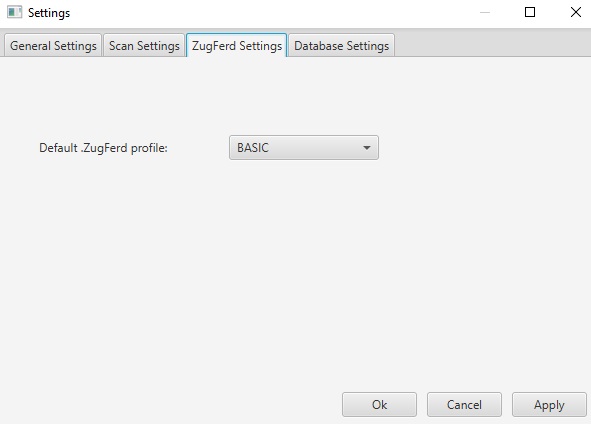 Settings
General Settings Scan Settings ZugFerd Settings Database Settings
Default .ZugFerd profile: BASIC
Ok Cancel Apply